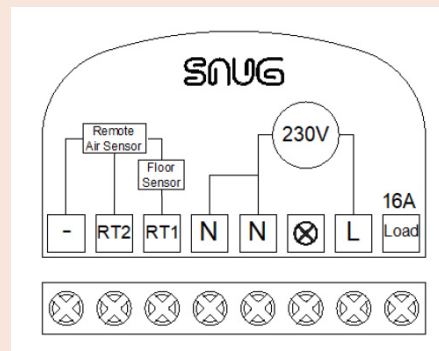 SNUG
Remote
Air Sensor
230V
Floor
Sensor
16A
- RT2 RT1 N N L Load